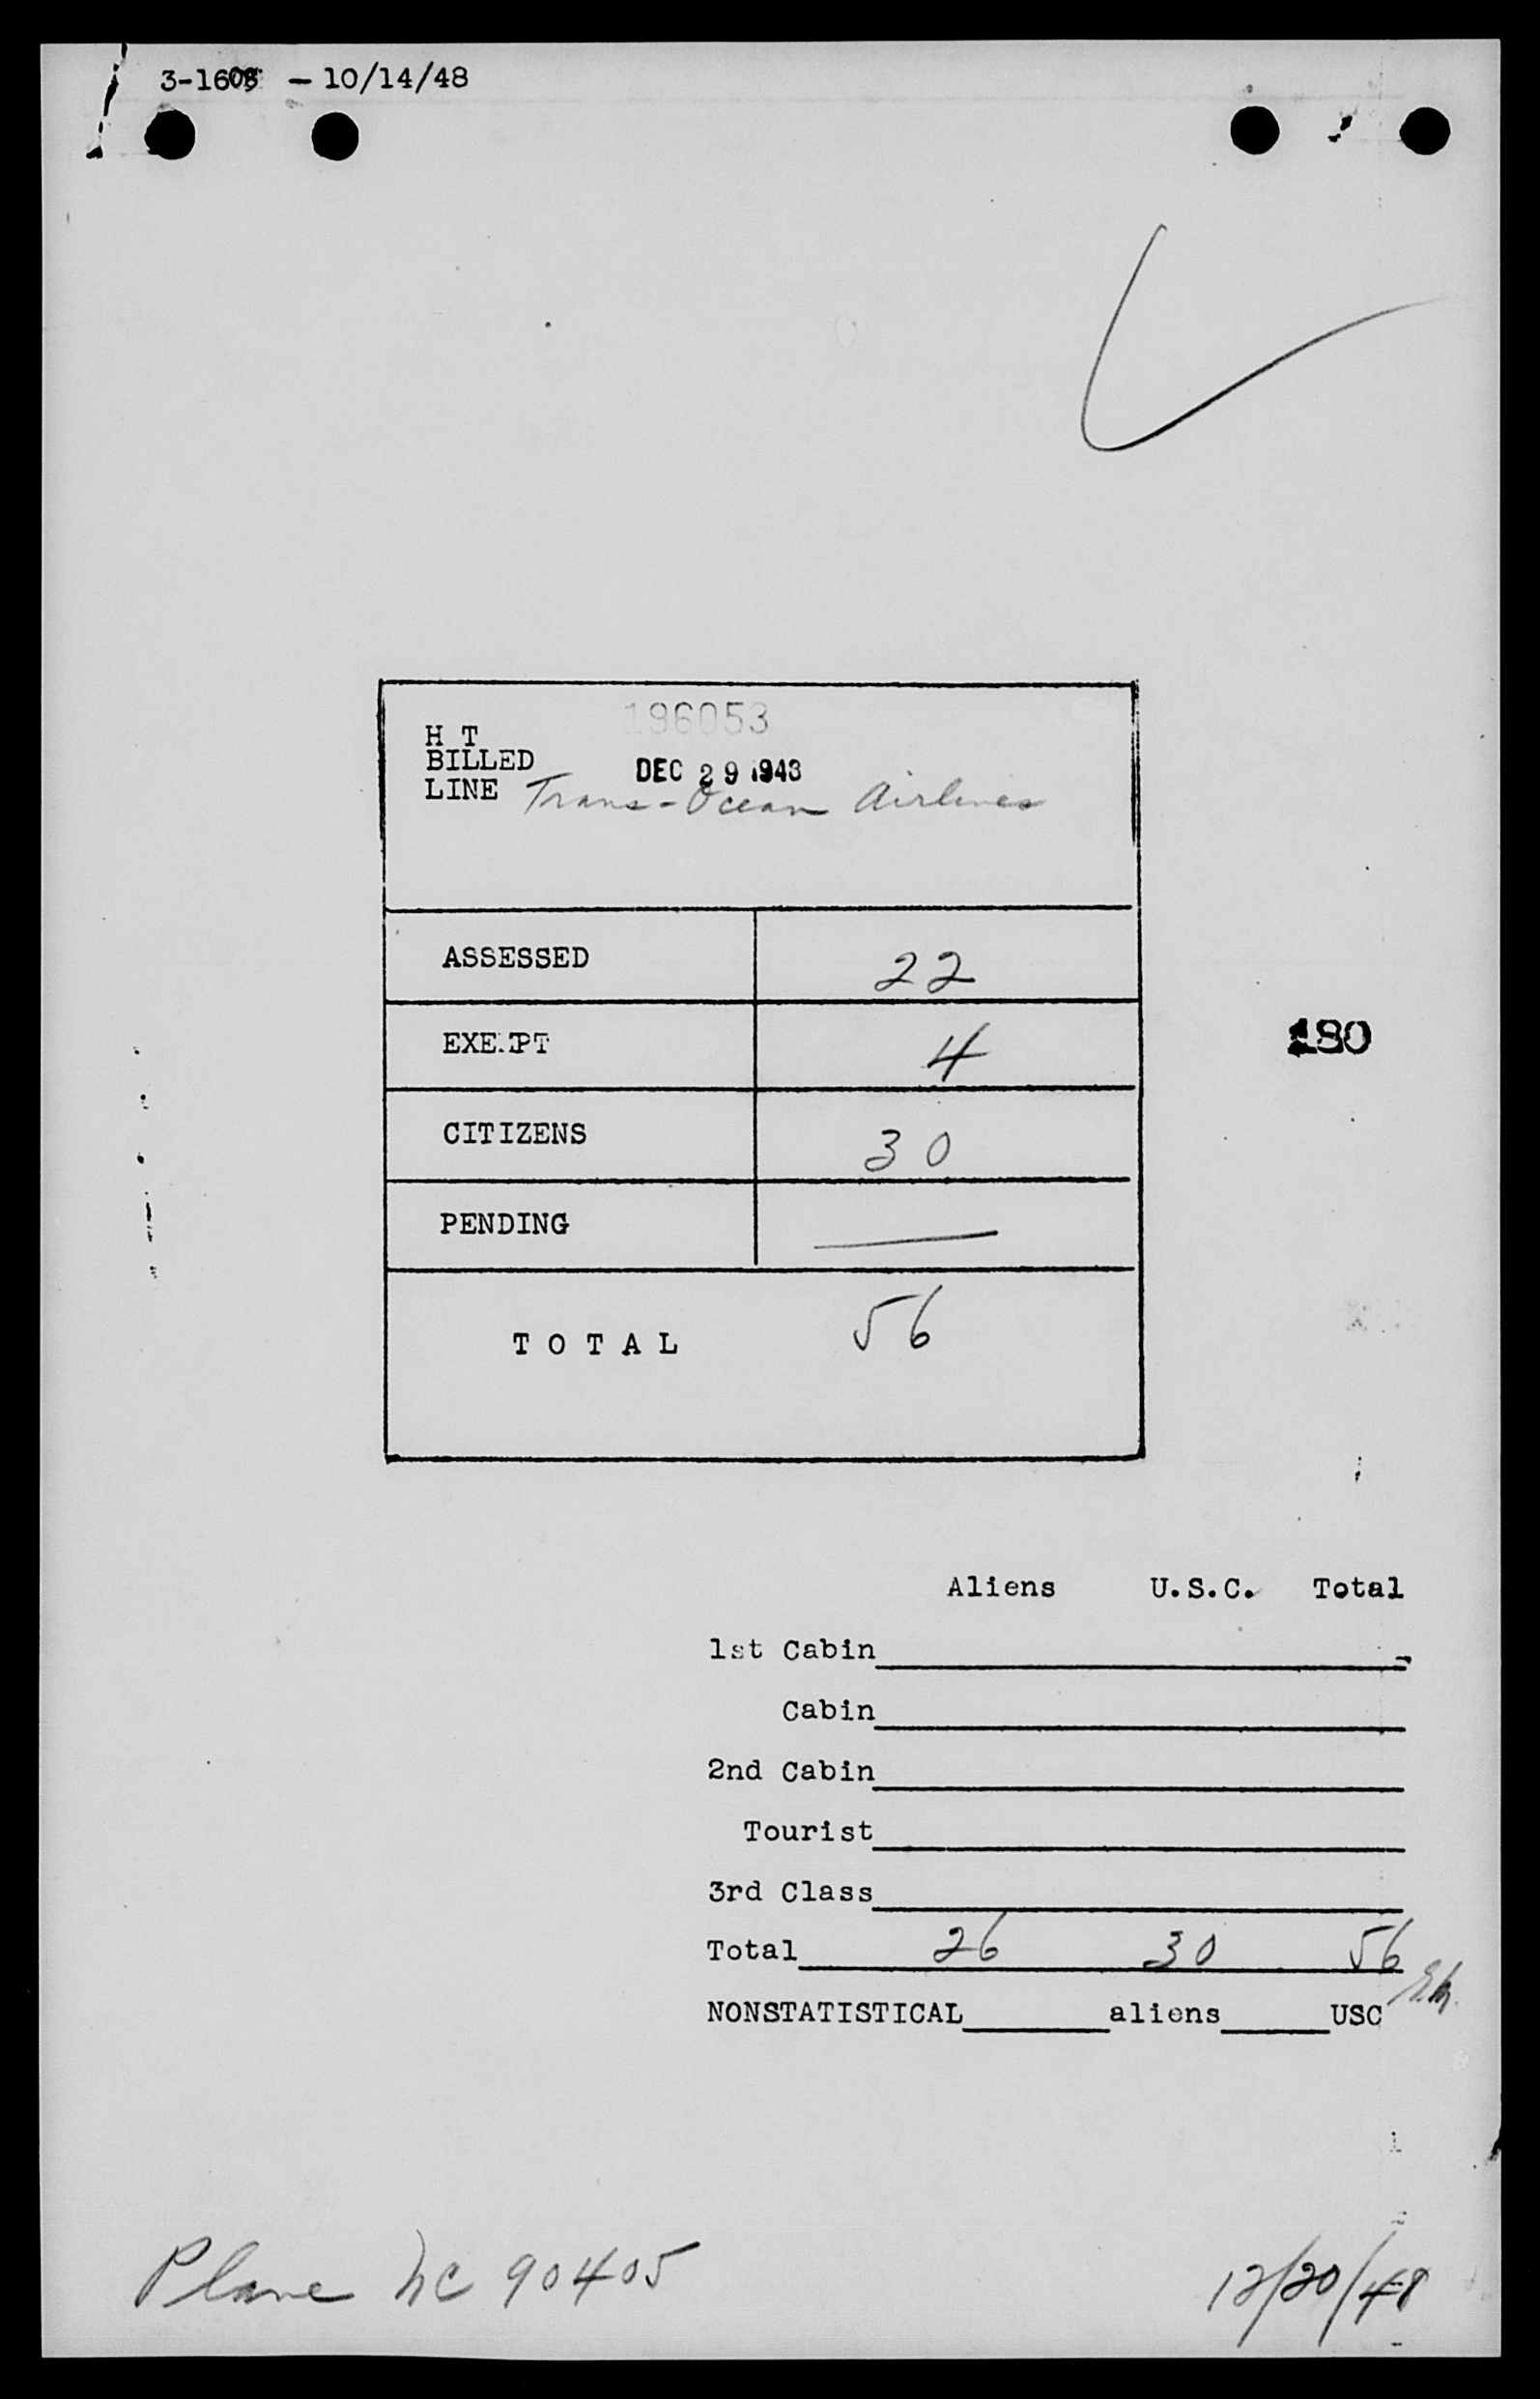 3-1608 - 10/14/48
196053
H T
BILLED DEC 29 1948
LINE Trans-Ocean Airlines
ASSESSED 22
EXEMPT 4
CITIZENS 30
PENDING —
TOTAL 56
180
Aliens U.S.C. Total
1st Cabin
Cabin
2nd Cabin
Tourist
3rd Class
Total 26 30 56
NONSTATISTICAL aliens USC
Plane NC 90405
12/20/48